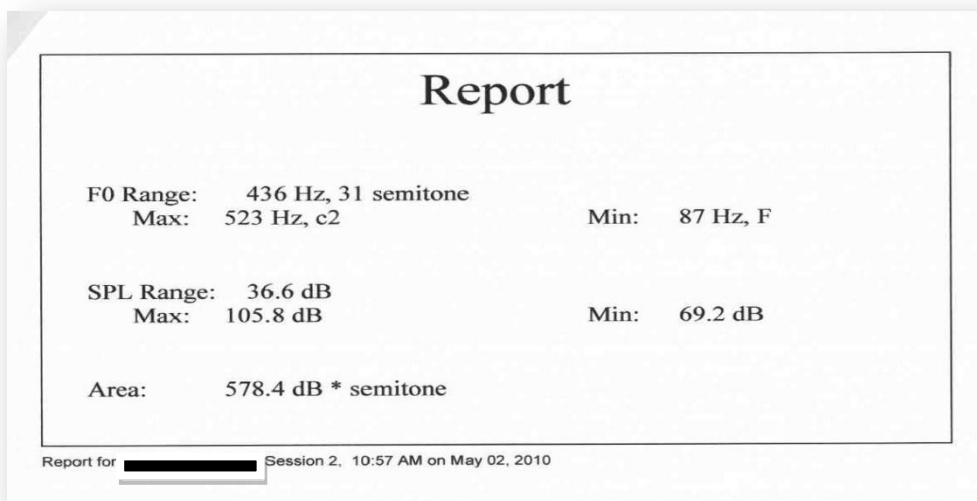 Report
F0 Range: 436 Hz, 31 semitone
Max: 523 Hz, c2 Min: 87 Hz, F
SPL Range: 36.6 dB
Max: 105.8 dB Min: 69.2 dB
Area: 578.4 dB * semitone
Report for Session 2, 10:57 AM on May 02, 2010